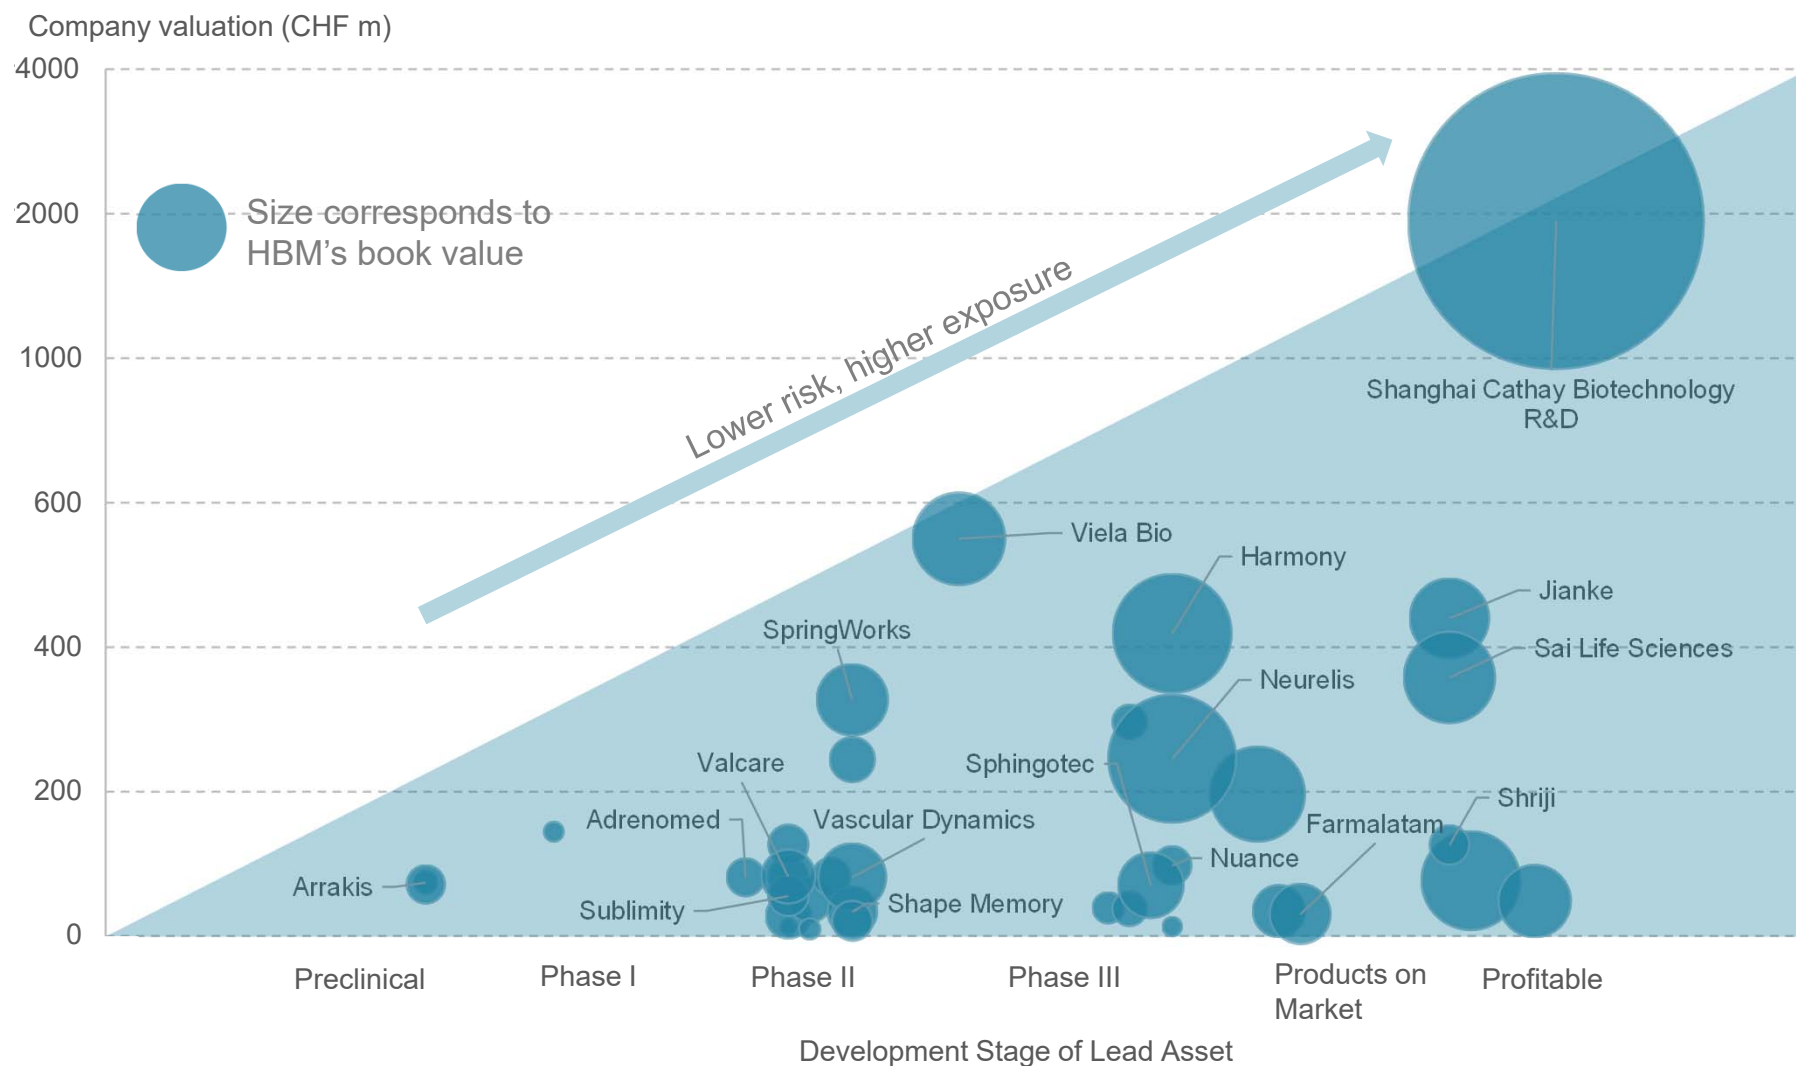 Company valuation (CHF m)
4000
2000
1000
600
400
200
0
Size corresponds to
HBM's book value
Lower risk, higher exposure
Shanghai Cathay Biotechnology
R&D
Viela Bio
Harmony
Jianke
SpringWorks
Sai Life Sciences
Neurelis
Valcare
Sphingotec
Shriji
Adrenomed
Vascular Dynamics
Farmalatam
Nuance
Arrakis
Sublimity
Shape Memory
Preclinical
Phase I
Phase II
Phase III
Products on
Market
Profitable
Development Stage of Lead Asset